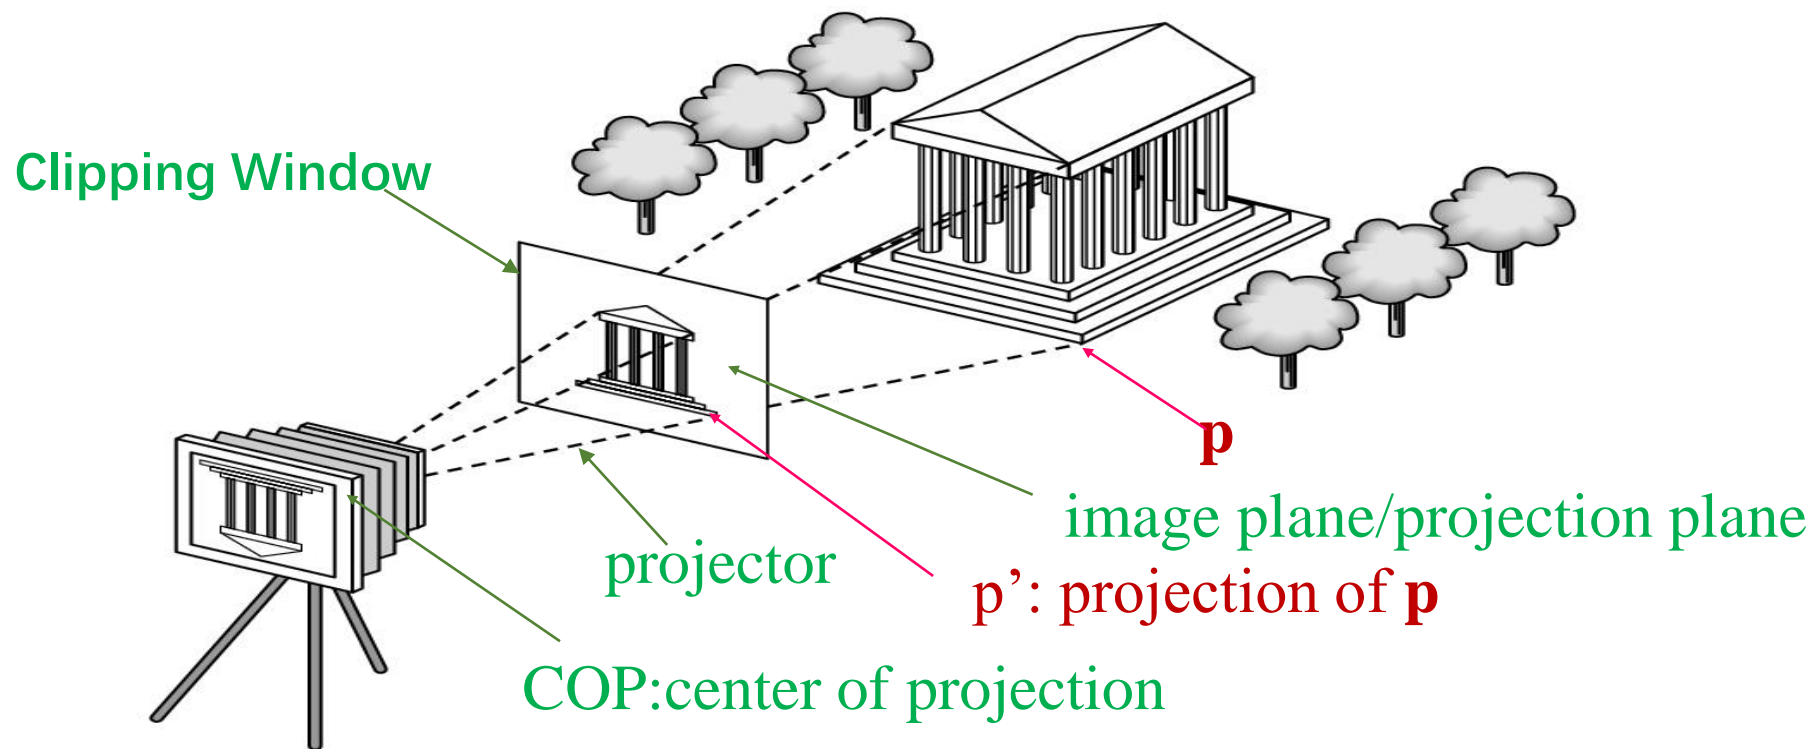 Clipping Window
p
image plane/projection plane
projector
p’: projection of p
COP:center of projection